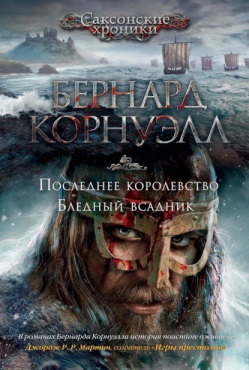 Саксонские
хроники
БЕРНАРД
КОРНУЭЛЛ
Последнее королевство
Бледный всадник
В романах Бернарда Корнуэлла история поистине оживает.
Джордж Р. Р. Мартин, создатель «Игры престолов»